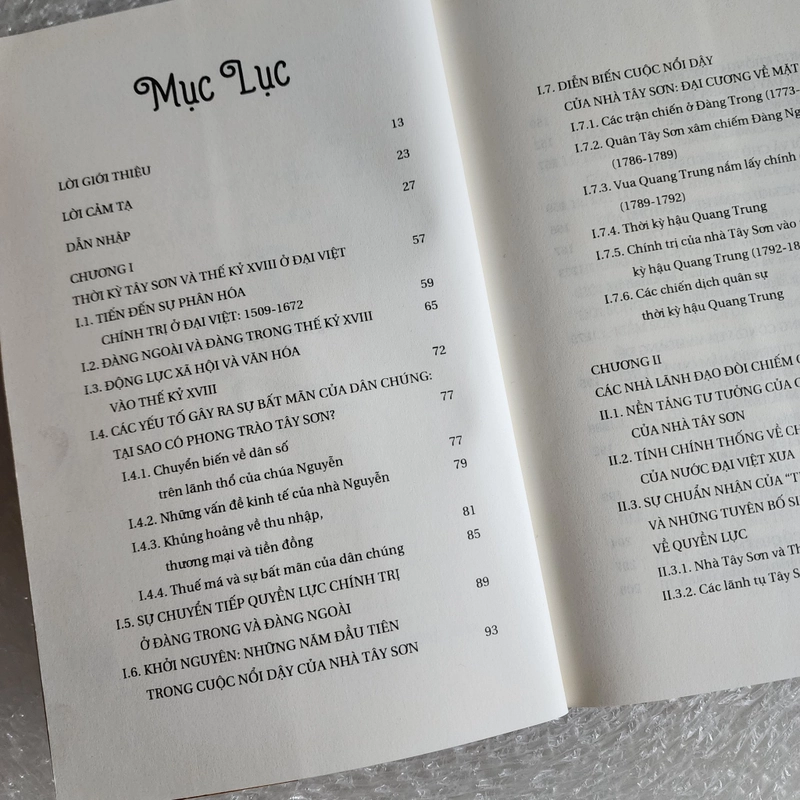 Mục Lục
LỜI GIỚI THIỆU 13
LỜI CẢM TẠ 23
DẪN NHẬP 27
CHƯƠNG I
THỜI KỲ TÂY SƠN VÀ THẾ KỶ XVIII Ở ĐẠI VIỆT 57
I.1. TIẾN ĐẾN SỰ PHÂN HÓA
CHÍNH TRỊ Ở ĐẠI VIỆT: 1509-1672 59
I.2. ĐÀNG NGOÀI VÀ ĐÀNG TRONG THẾ KỶ XVIII 65
I.3. ĐỘNG LỰC XÃ HỘI VÀ VĂN HÓA
VÀO THẾ KỶ XVIII 72
I.4. CÁC YẾU TỐ GÂY RA SỰ BẤT MÃN CỦA DÂN CHÚNG:
TẠI SAO CÓ PHONG TRÀO TÂY SƠN? 77
I.4.1. Chuyển biến về dân số
trên lãnh thổ của chúa Nguyễn 77
I.4.2. Những vấn đề kinh tế của nhà Nguyễn 79
I.4.3. Khủng hoảng về thu nhập,
thương mại và tiền đồng 81
I.4.4. Thuế má và sự bất mãn của dân chúng 85
I.5. SỰ CHUYỂN TIẾP QUYỀN LỰC CHÍNH TRỊ
Ở ĐÀNG TRONG VÀ ĐÀNG NGOÀI 89
I.6. KHỞI NGUYÊN: NHỮNG NĂM ĐẦU TIÊN
TRONG CUỘC NỔI DẬY CỦA NHÀ TÂY SƠN 93
I.7. DIỄN BIẾN CUỘC NỔI DẬY
CỦA NHÀ TÂY SƠN: ĐẠI CƯƠNG VỀ MẶT
I.7.1. Các trận chiến ở Đàng Trong (1773-
I.7.2. Quân Tây Sơn xâm chiếm Đàng Ng
(1786-1789)
I.7.3. Vua Quang Trung nắm lấy chính
(1789-1792)
I.7.4. Thời kỳ hậu Quang Trung
I.7.5. Chính trị của nhà Tây Sơn vào
kỳ hậu Quang Trung (1792-18
I.7.6. Các chiến dịch quân sự
thời kỳ hậu Quang Trung
CHƯƠNG II
CÁC NHÀ LÃNH ĐẠO ĐÒI CHIẾM
II.1. NỀN TẢNG TƯ TƯỞNG CỦA
CỦA NHÀ TÂY SƠN
II.2. TÍNH CHÍNH THỐNG VỀ
CỦA NƯỚC ĐẠI VIỆT XƯA
II.3. SỰ CHUẨN NHẬN CỦA
VÀ NHỮNG TUYÊN BỐ
VỀ QUYỀN LỰC
II.3.1. Nhà Tây Sơn và
II.3.2. Các lãnh tụ Tây